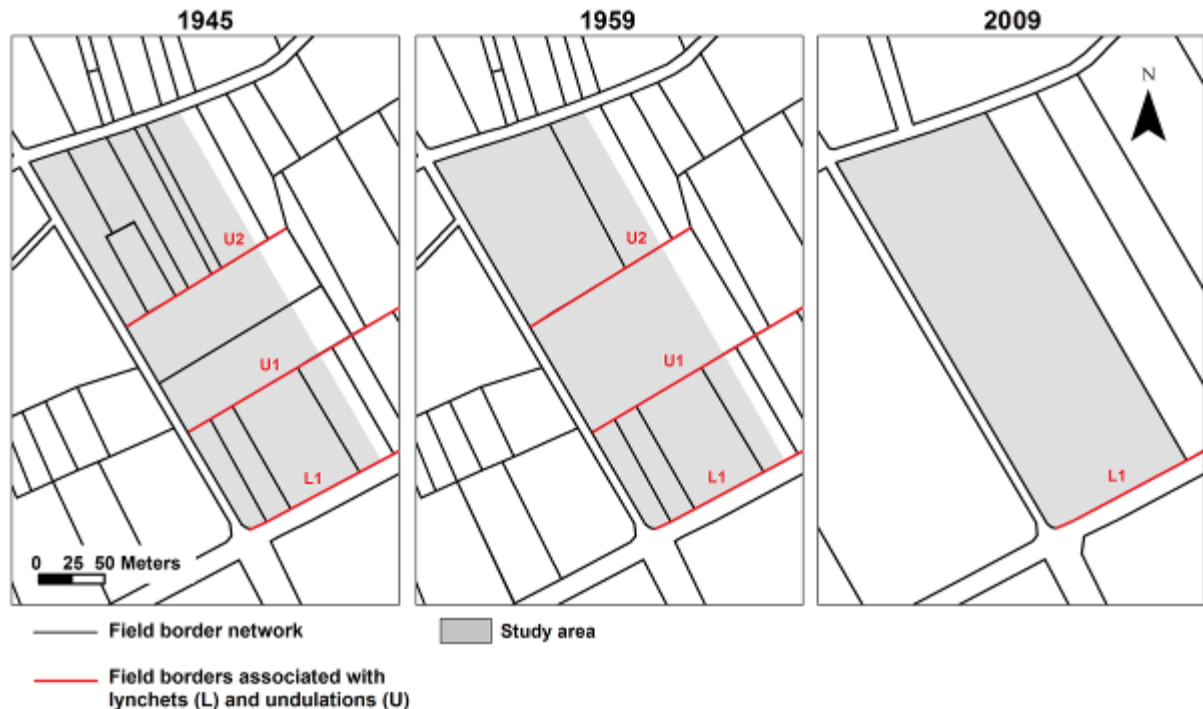 1945
1959
2009
N
U2
U2
U1
U1
L1
L1
L1
0 25 50 Meters
Field border network
Study area
Field borders associated with
lynchets (L) and undulations (U)